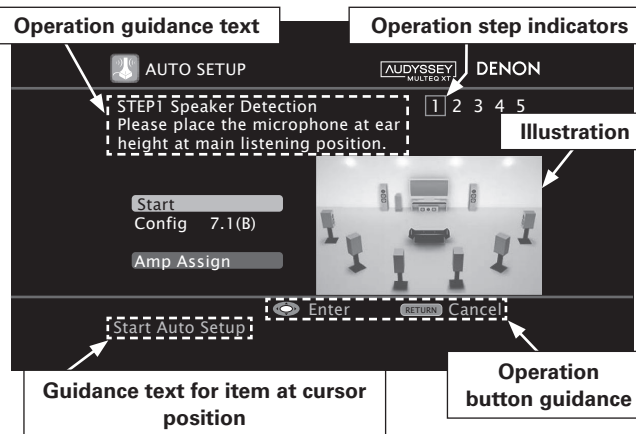 Operation guidance text
Operation step indicators
AUTO SETUP
AUDYSSEY
MULTEQ XT
DENON
STEP1 Speaker Detection
Please place the microphone at ear
height at main listening position.
1 2 3 4 5
Illustration
Start
Config 7.1(B)
Amp Assign
Enter
RETURN Cancel
Start Auto Setup
Guidance text for item at cursor
position
Operation
button guidance